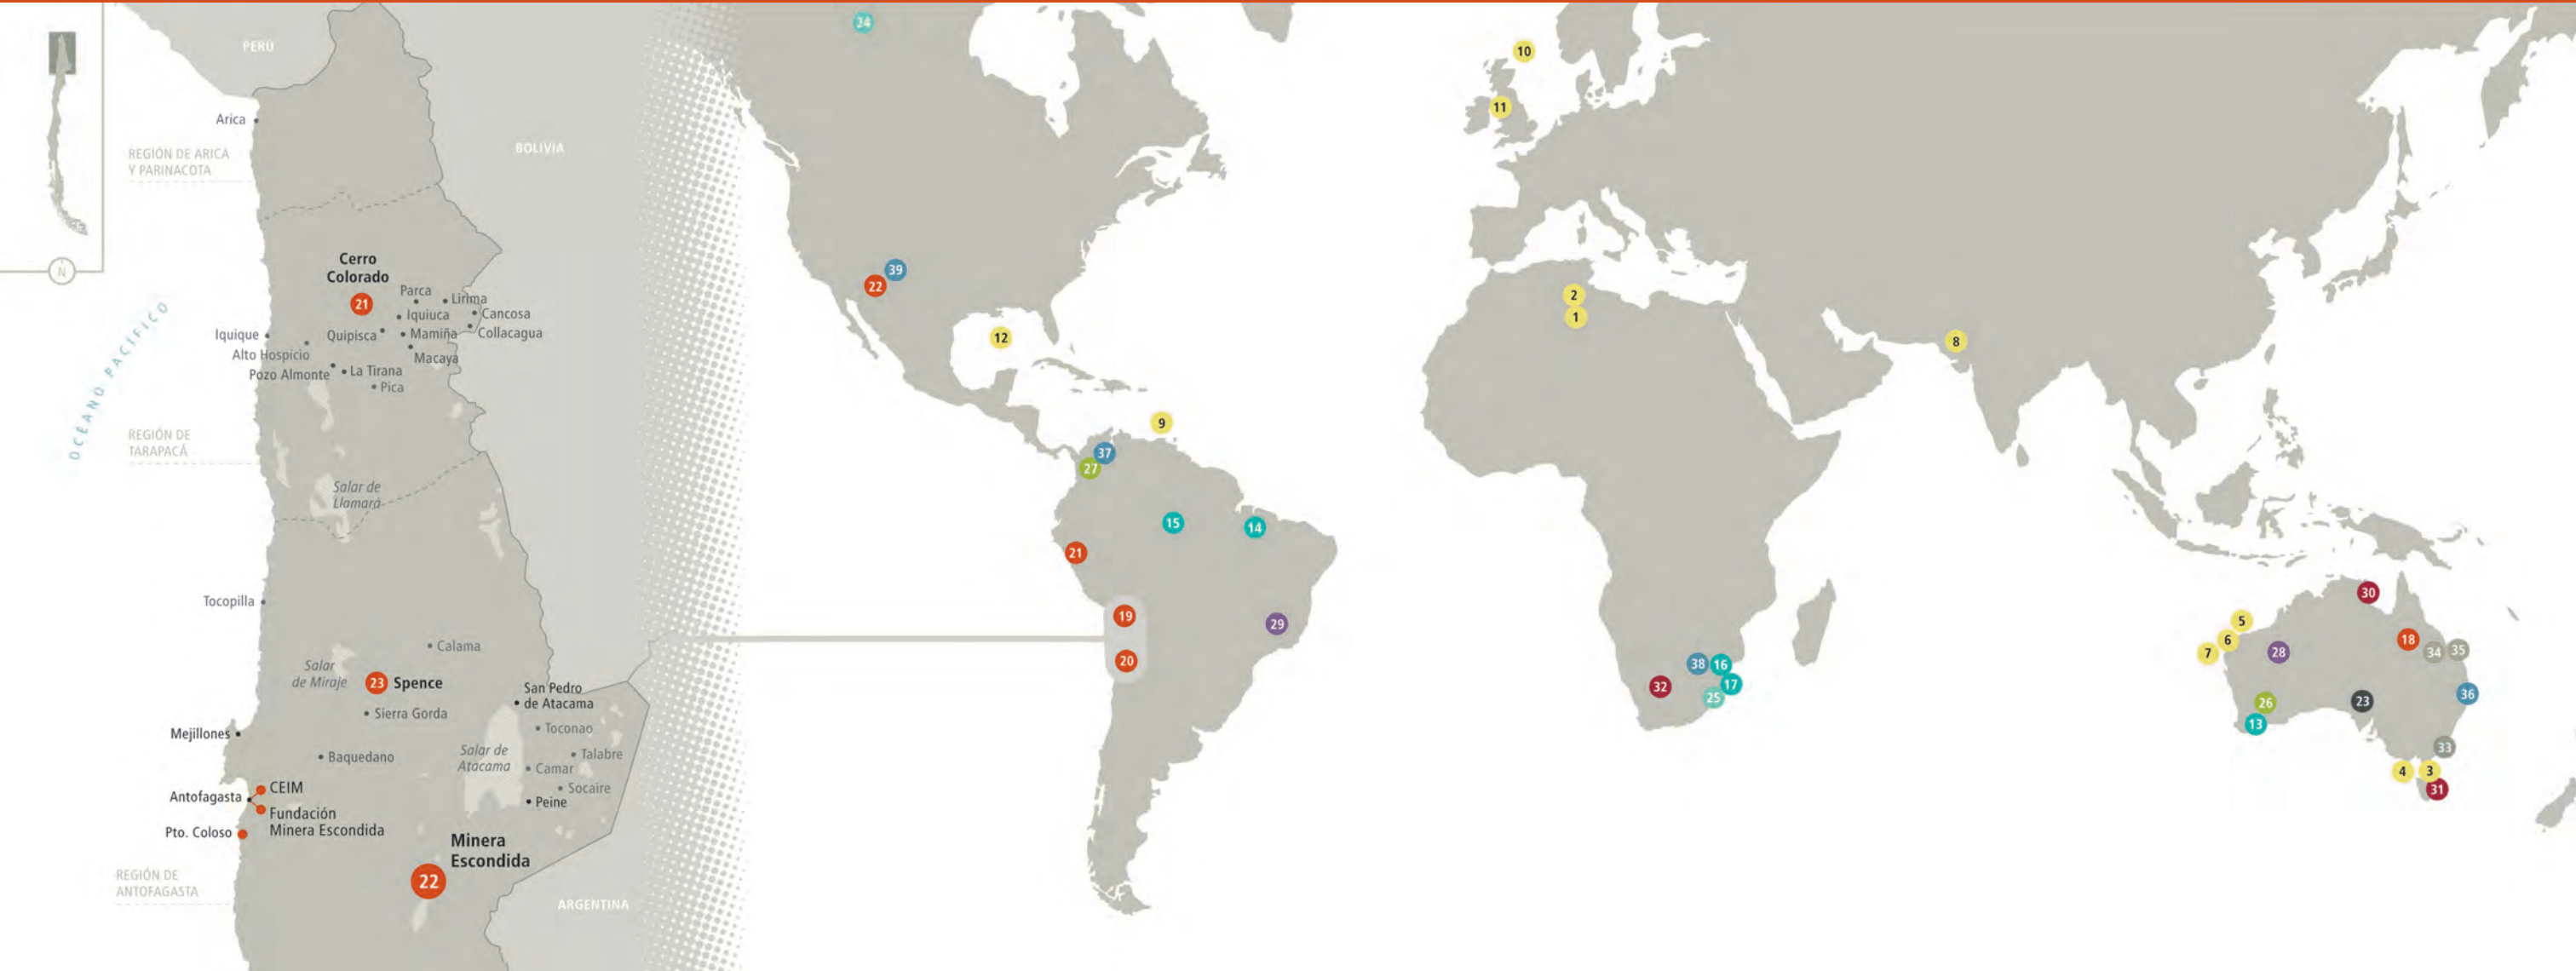 PERÚ
Arica
REGIÓN DE ARICA
Y PARINACOTA
BOLIVIA
N
OCÉANO PACÍFICO
Cerro
Colorado
21
Parca
Lirima
Iquiuca
Cancosa
Iquique
Quipisca
Mamiña
Collacagua
Alto Hospicio
Macaya
Pozo Almonte
La Tirana
Pica
REGIÓN DE
TARAPACÁ
Salar de
Llamará
Tocopilla
Calama
Salar
de Miraje
23 Spence
San Pedro
de Atacama
Sierra Gorda
Toconao
Mejillones
Baquedano
Salar de
Atacama
Talabre
Camar
Socaire
Peine
CEIM
Antofagasta
Fundación
Minera Escondida
Pto. Coloso
Minera
Escondida
22
REGIÓN DE
ANTOFAGASTA
ARGENTINA
24
39
22
12
9
37
27
15
14
21
19
29
20
10
11
2
1
8
38
16
32
17
25
30
5
6
7
28
18
34
35
26
23
36
13
33
4
3
31